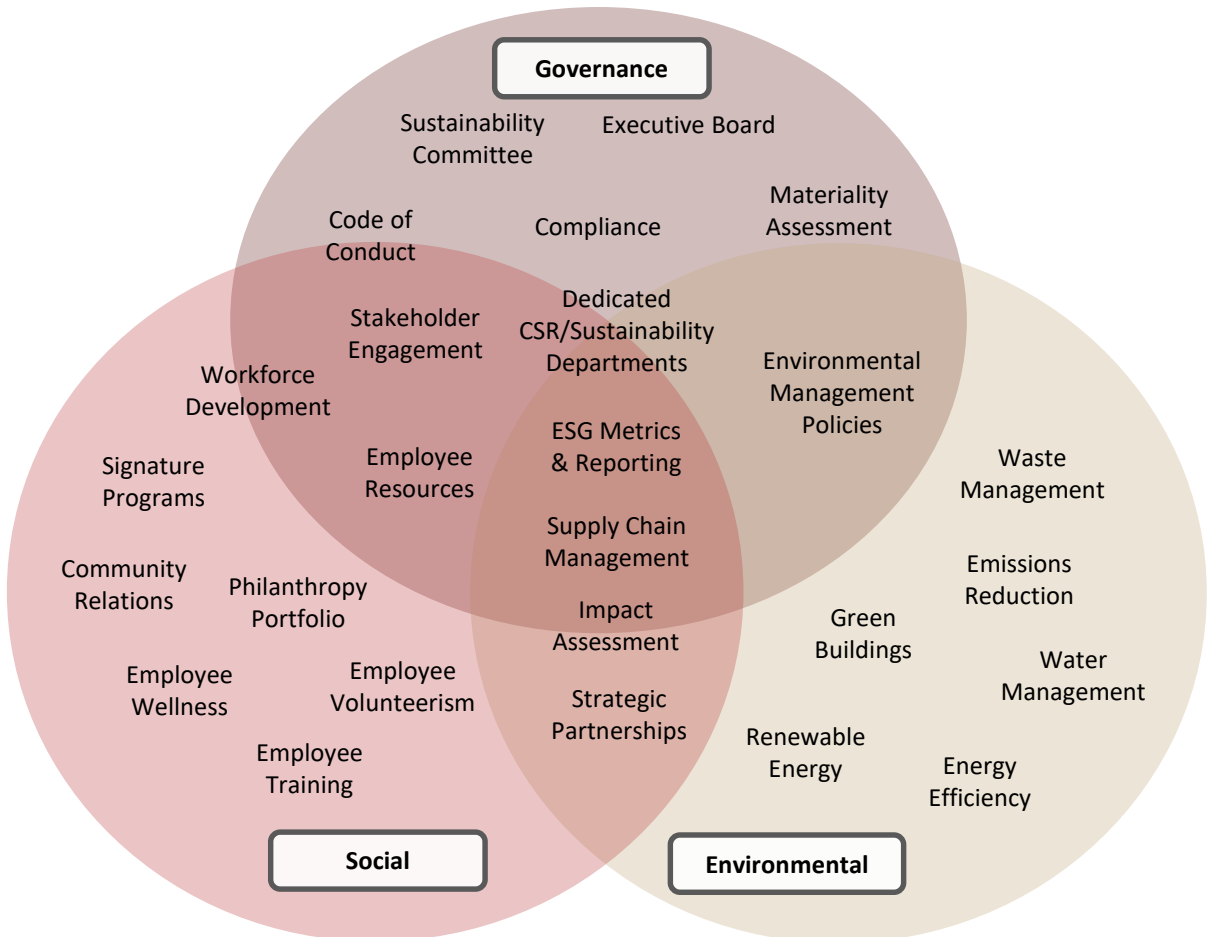 Governance
Sustainability
Committee
Executive Board
Materiality
Assessment
Code of
Conduct
Compliance
Dedicated
CSR/Sustainability
Departments
Stakeholder
Engagement
Environmental
Management
Policies
Workforce
Development
ESG Metrics
& Reporting
Employee
Resources
Signature
Programs
Waste
Management
Supply Chain
Management
Emissions
Reduction
Community
Relations
Philanthropy
Portfolio
Impact
Assessment
Green
Buildings
Water
Management
Employee
Wellness
Employee
Volunteerism
Strategic
Partnerships
Renewable
Energy
Employee
Training
Energy
Efficiency
Social
Environmental